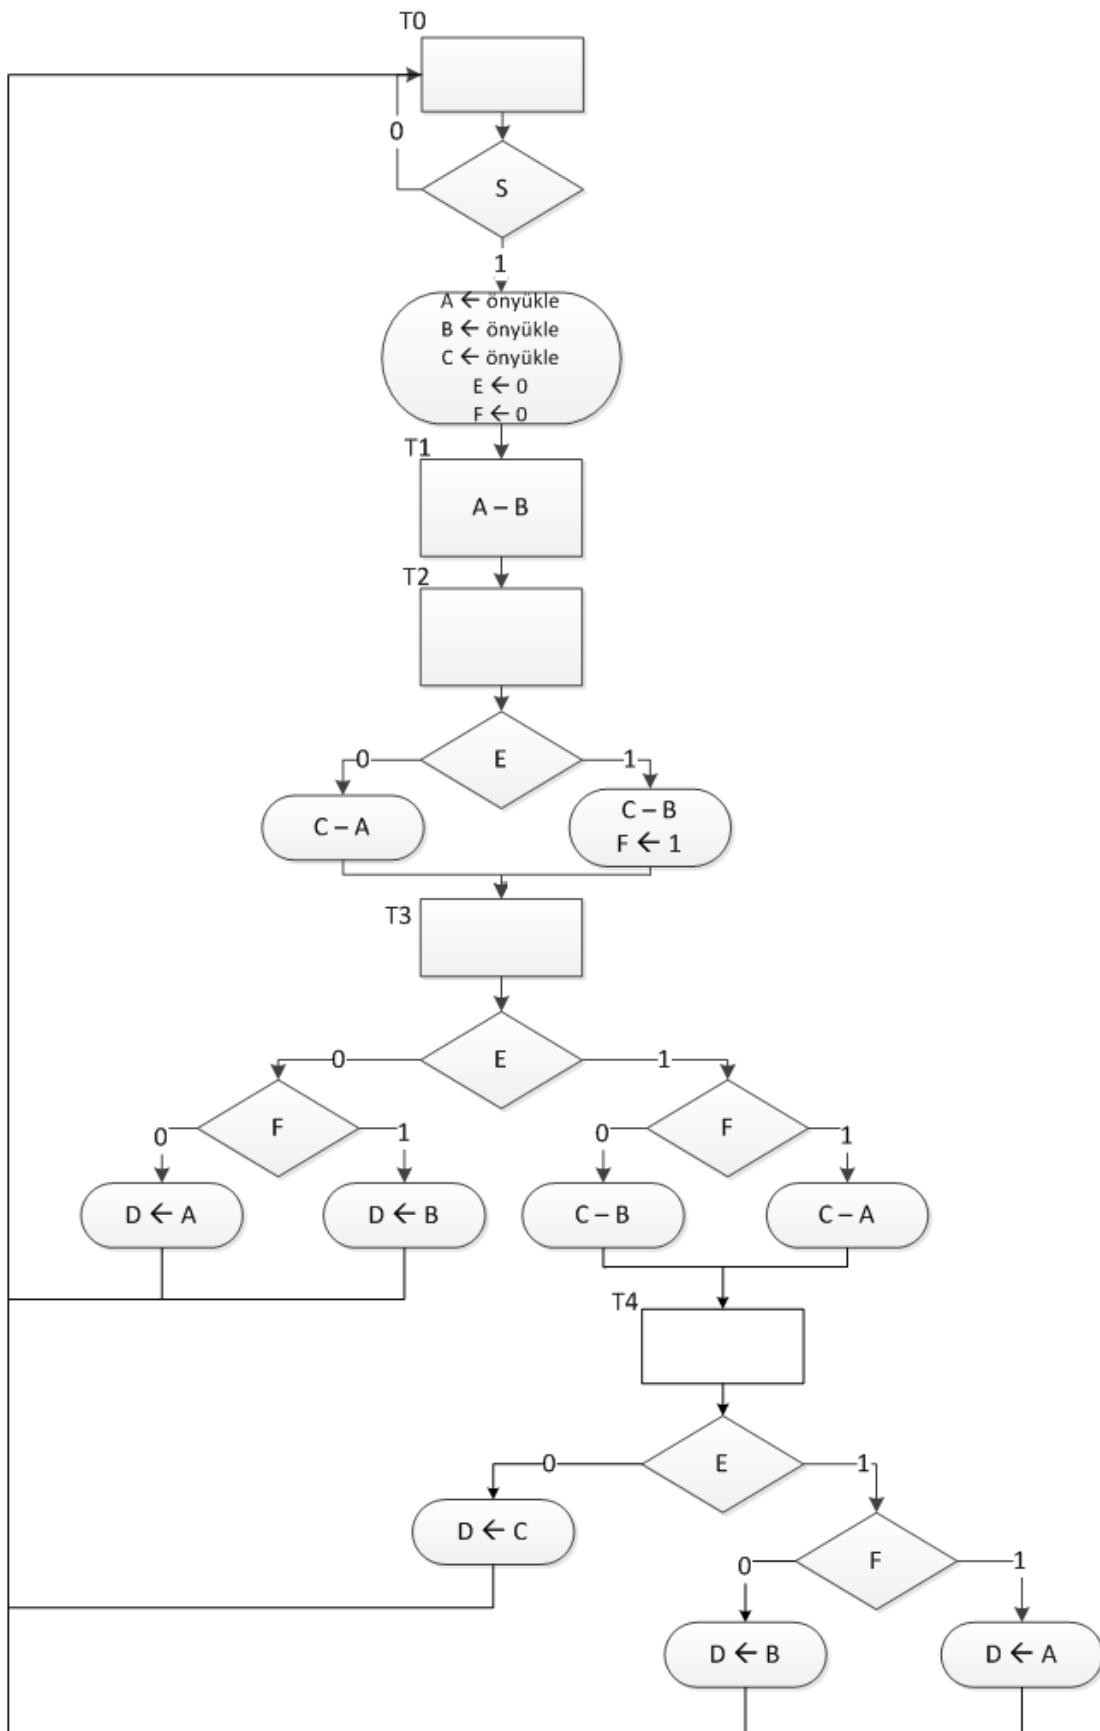 T0
0
S
1
A ← önyükle
B ← önyükle
C ← önyükle
E ← 0
F ← 0
T1
A – B
T2
0
E
1
C – A
C – B
F ← 1
T3
0
E
1
0
F
1
0
F
1
D ← A
D ← B
C – B
C – A
T4
0
E
1
D ← C
0
F
1
D ← B
D ← A